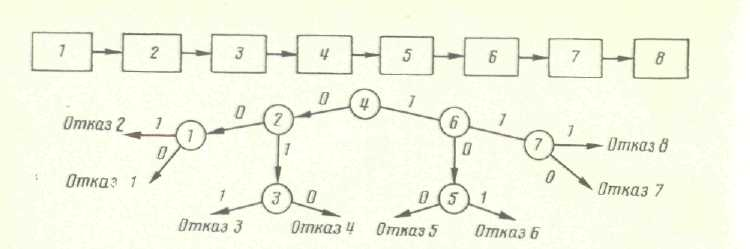 1 2 3 4 5 6 7 8
0 4 1
Отказ 2 1 1 0 2 6 1 7 1 Отказ 8
0 1 0 0
Отказ 1 Отказ 7
1 3 0 0 5 1
Отказ 3 Отказ 4 Отказ 5 Отказ 6